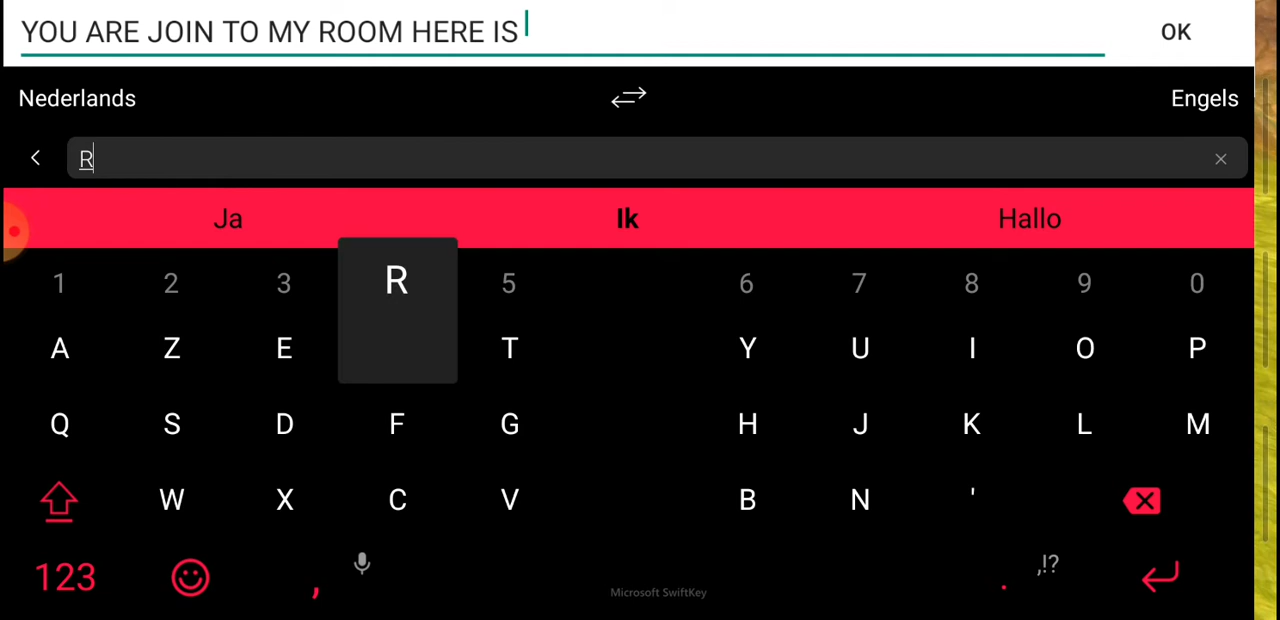 YOU ARE JOIN TO MY ROOM HERE IS
OK
Nederlands
Engels
R
Ja Ik Hallo
1 2 3 R 5 6 7 8 9 0
A Z E T Y U I O P
Q S D F G H J K L M
W X C V B N '
123 , Microsoft SwiftKey . ,!?